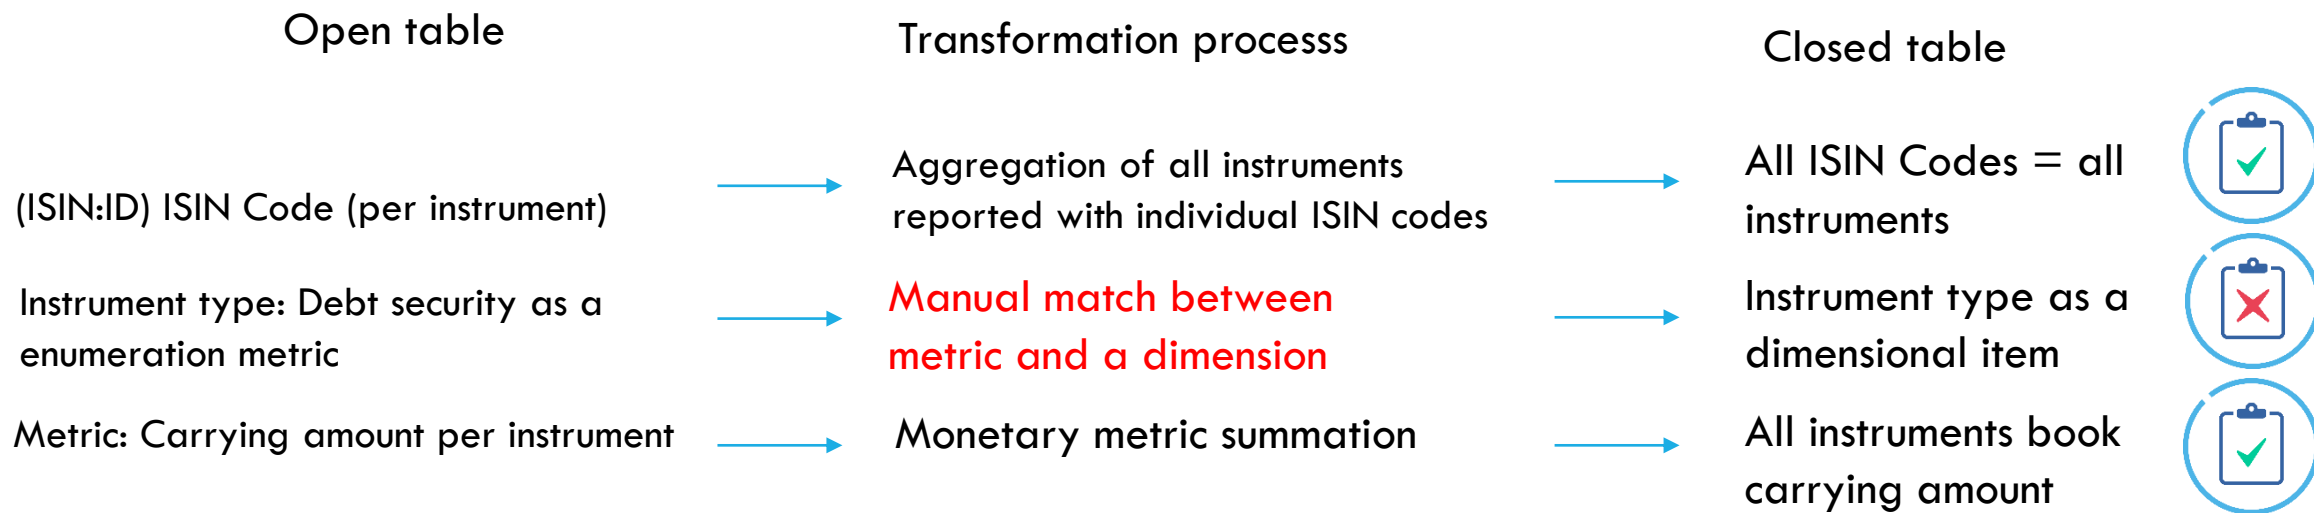 Open table
Transformation processs
Closed table
(ISIN:ID) ISIN Code (per instrument)
Aggregation of all instruments
reported with individual ISIN codes
All ISIN Codes = all
instruments
Instrument type: Debt security as a
enumeration metric
Manual match between
metric and a dimension
Instrument type as a
dimensional item
Metric: Carrying amount per instrument
Monetary metric summation
All instruments book
carrying amount